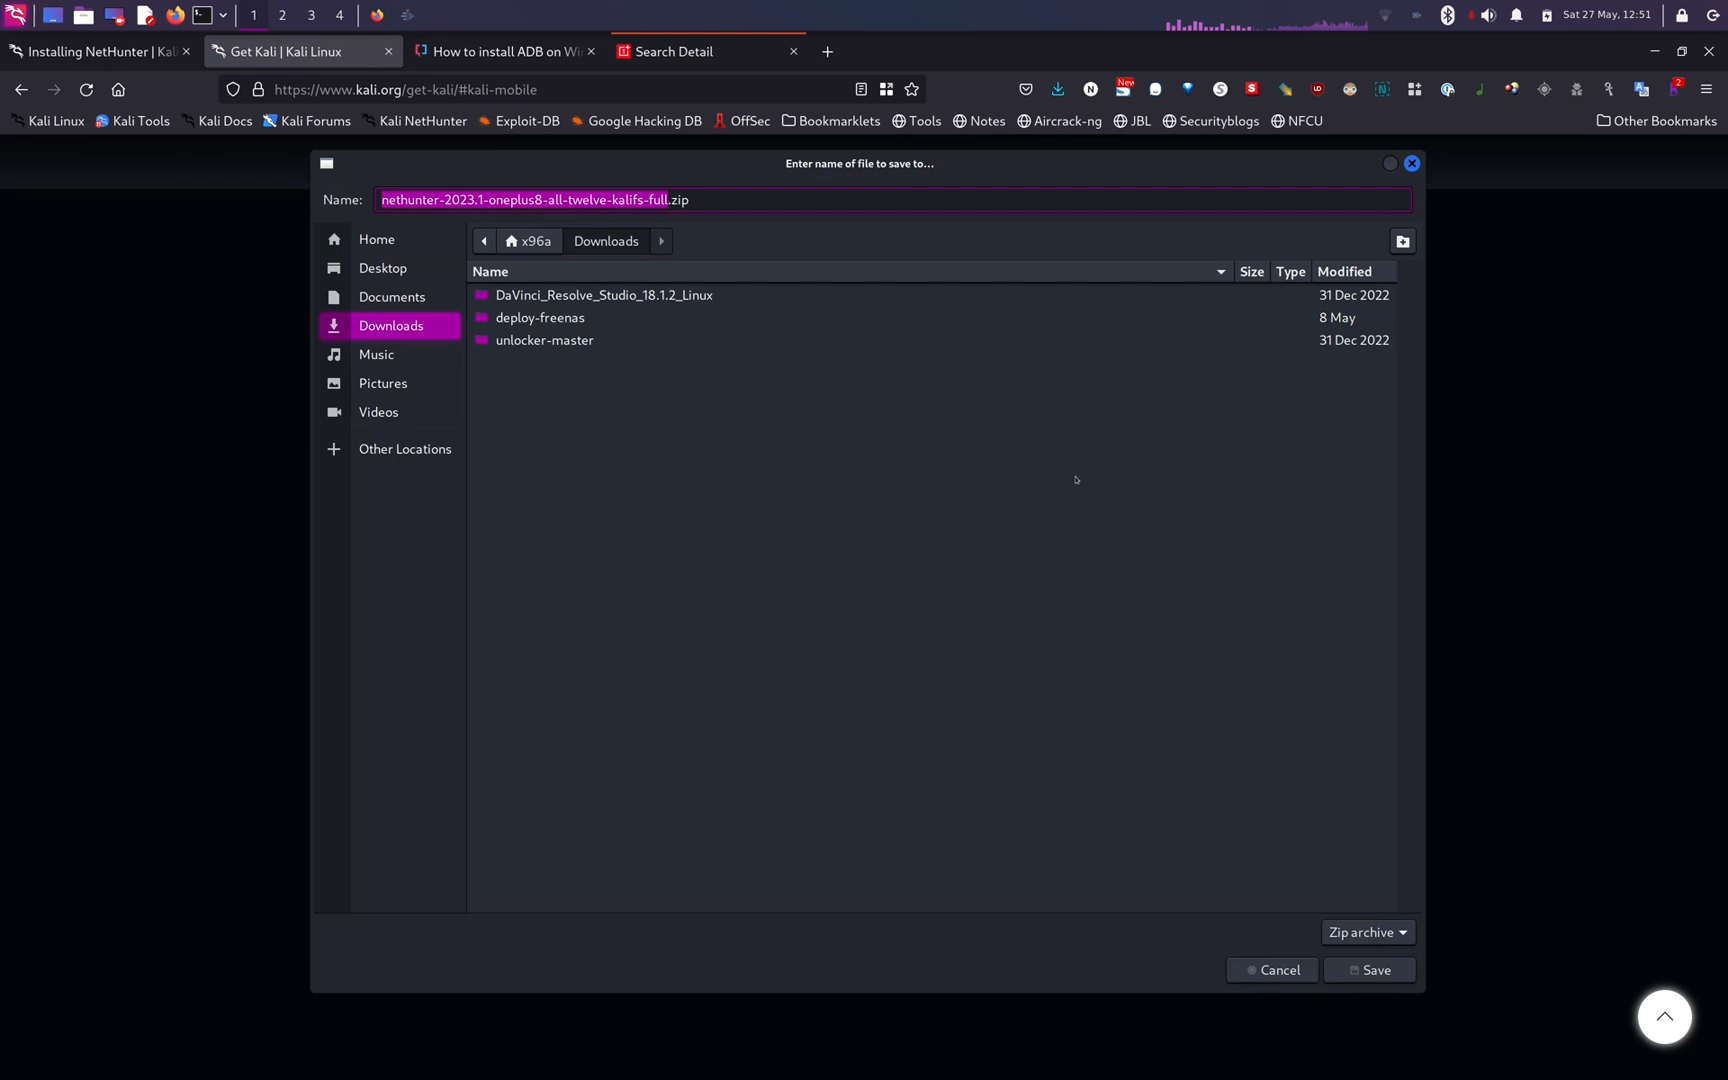 1 2 3 4 Sat 27 May, 12:51
Installing NetHunter | Kal Get Kali | Kali Linux How to install ADB on Win Search Detail
https://www.kali.org/get-kali/#kali-mobile New 2
Kali Linux Kali Tools Kali Docs Kali Forums Kali NetHunter Exploit-DB Google Hacking DB OffSec Bookmarklets Tools Notes Aircrack-ng JBL Securityblogs NFCU Other Bookmarks
Enter name of file to save to...
Name: nethunter-2023.1-oneplus8-all-twelve-kalifs-full.zip
Home
Desktop
Documents
Downloads
Music
Pictures
Videos
Other Locations
x96a Downloads
Name Size Type Modified
DaVinci_Resolve_Studio_18.1.2_Linux 31 Dec 2022
deploy-freenas 8 May
unlocker-master 31 Dec 2022
Zip archive
Cancel Save